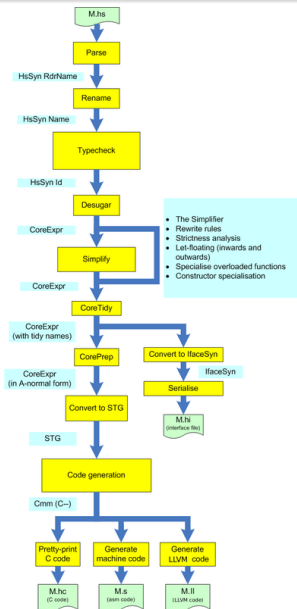 M.hs
Parse
HsSyn RdrName
Rename
HsSyn Name
Typecheck
HsSyn Id
Desugar
CoreExpr
Simplify
• The Simplifier
• Rewrite rules
• Strictness analysis
• Let-floating (inwards and
outwards)
• Specialise overloaded functions
• Constructor specialisation
CoreExpr
CoreTidy
CoreExpr
(with tidy names)
CorePrep
Convert to IfaceSyn
CoreExpr
(in A-normal form)
IfaceSyn
Serialise
Convert to STG
M.hi
(interface file)
STG
Code generation
Cmm (C--)
Pretty-print
C code
Generate
machine code
Generate
LLVM code
M.hc
(C code)
M.s
(asm code)
M.ll
(LLVM code)